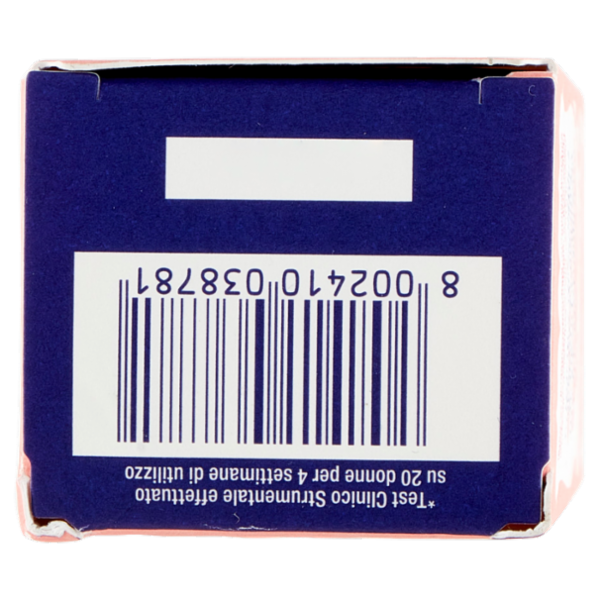 *Test Clinico Strumentale effettuato
su 20 donne per 4 settimane di utilizzo
8 002410 038781